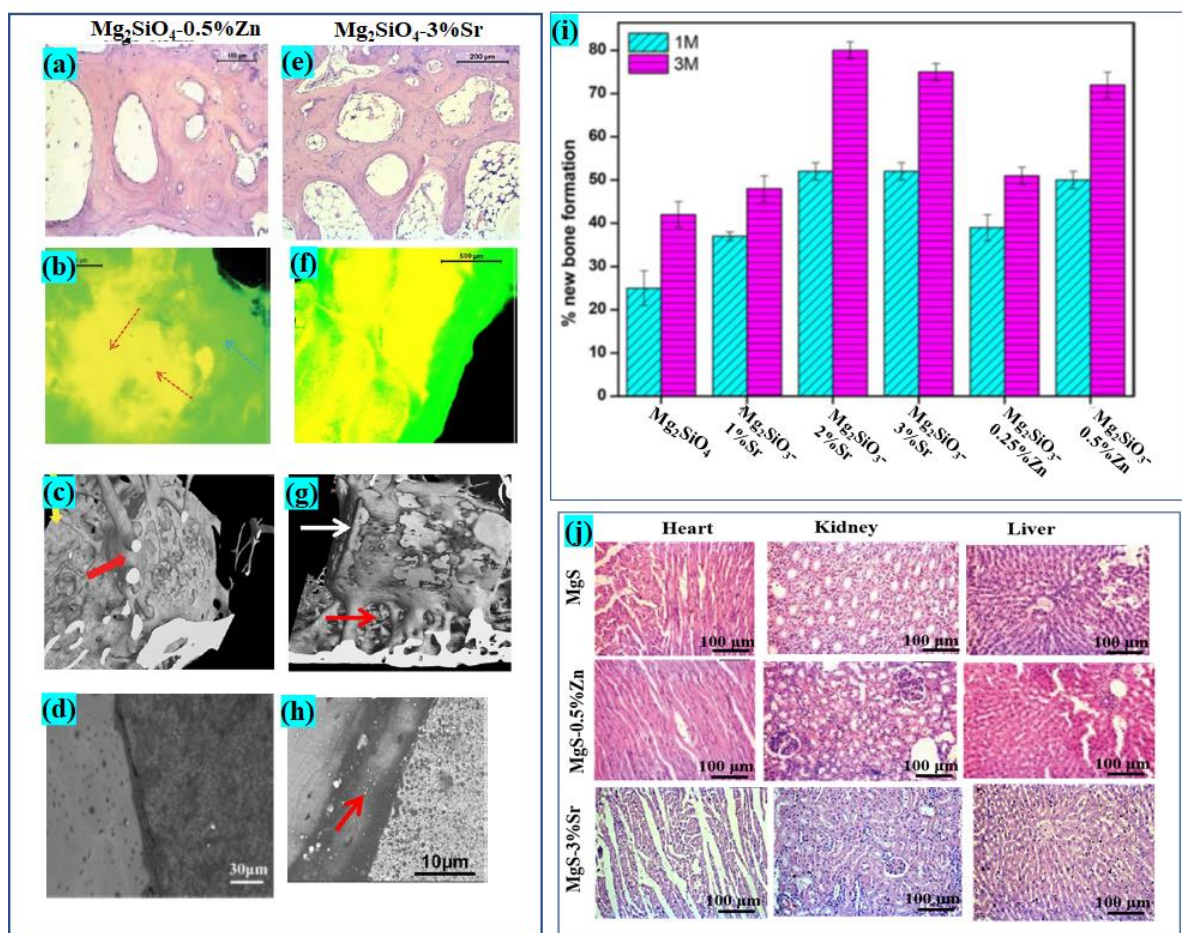 Mg₂SiO₄-0.5%Zn
Mg₂SiO₄-3%Sr
(a)
(e)
200 µm
(b)
(f)
500 µm
(c)
(g)
(d)
30µm
(h)
10µm
(i)
1M
3M
% new bone formation
80
70
60
50
40
30
20
10
0
Mg₂SiO₄
Mg₂SiO₃-
1%Sr
Mg₂SiO₃-
2%Sr
Mg₂SiO₃-
3%Sr
Mg₂SiO₃-
0.25%Zn
Mg₂SiO₃-
0.5%Zn
(j)
Heart
Kidney
Liver
MgS
100 µm
100 µm
100 µm
MgS-0.5%Zn
100 µm
100 µm
100 µm
MgS-3%Sr
100 µm
100 µm
100 µm